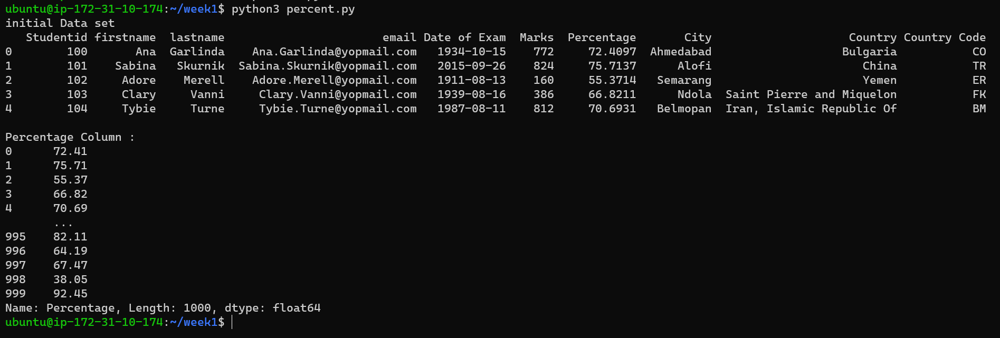 ubuntu@ip-172-31-10-174:~/week1$ python3 percent.py
initial Data set
   Studentid firstname  lastname                       email Date of Exam  Marks  Percentage       City                    Country Country Code
0        100       Ana  Garlinda    Ana.Garlinda@yopmail.com   1934-10-15    772     72.4097  Ahmedabad                   Bulgaria           CO
1        101    Sabina   Skurnik  Sabina.Skurnik@yopmail.com   2015-09-26    824     75.7137      Alofi                      China           TR
2        102     Adore    Merell    Adore.Merell@yopmail.com   1911-08-13    160     55.3714   Semarang                      Yemen           ER
3        103     Clary     Vanni     Clary.Vanni@yopmail.com   1939-08-16    386     66.8211      Ndola  Saint Pierre and Miquelon           FK
4        104     Tybie     Turne     Tybie.Turne@yopmail.com   1987-08-11    812     70.6931   Belmopan  Iran, Islamic Republic Of           BM

Percentage Column :
0      72.41
1      75.71
2      55.37
3      66.82
4      70.69
       ...
995    82.11
996    64.19
997    67.47
998    38.05
999    92.45
Name: Percentage, Length: 1000, dtype: float64
ubuntu@ip-172-31-10-174:~/week1$